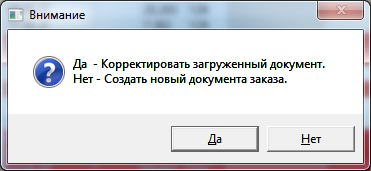 Внимание
Да - Корректировать загруженный документ.
Нет - Создать новый документа заказа.
Да
Нет